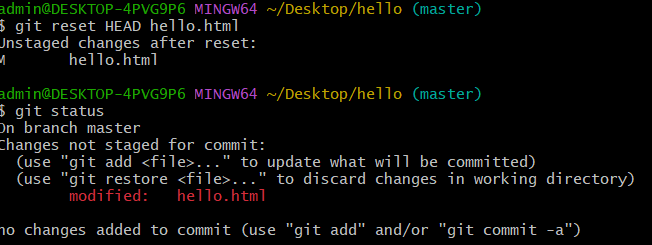 admin@DESKTOP-4PVG9P6 MINGW64 ~/Desktop/hello (master)
$ git reset HEAD hello.html
Unstaged changes after reset:
M       hello.html

admin@DESKTOP-4PVG9P6 MINGW64 ~/Desktop/hello (master)
$ git status
On branch master
Changes not staged for commit:
  (use "git add <file>..." to update what will be committed)
  (use "git restore <file>..." to discard changes in working directory)
        modified:   hello.html

no changes added to commit (use "git add" and/or "git commit -a")